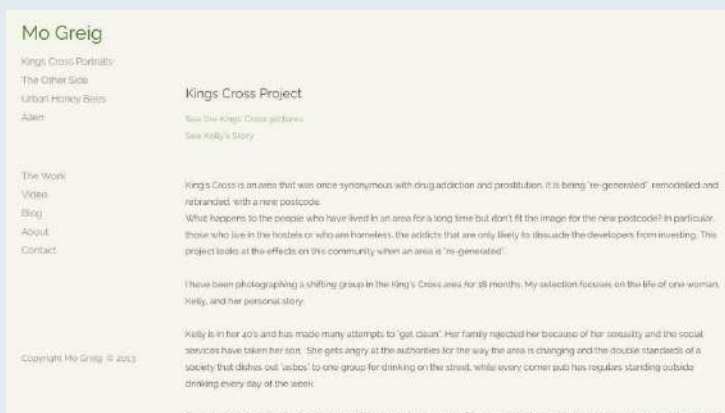 Mo Greig
Kings Cross Portraits
The Other Side
Urban Honey Bees
Allen
The Work
Video
Blog
About
Contact
Copyright Mo Greig © 2013
Kings Cross Project
See the Kings Cross pictures
See Kelly's Story
King's Cross is an area that was once synonymous with drug addiction and prostitution. It is being "re-generated", remodelled and
rebranded, with a new postcode.
What happens to the people who have lived in an area for a long time but don't fit the image for the new postcode? In particular,
those who live in the hostels or who are homeless, the addicts that are only likely to dissuade the developers from investing. This
project looks at the effects on this community when an area is "re-generated".
I have been photographing a shifting group in the King's Cross area for 18 months. My selection focuses on the life of one woman,
Kelly, and her personal story.
Kelly is in her 40's and has made many attempts to "get clean". Her family rejected her because of her sexuality and the social
services have taken her son. She gets angry at the authorities for the way the area is changing and the double standards of a
society that dishes out "asbos" to one group for drinking on the street, while every corner pub has regulars standing outside
drinking every day of the week.